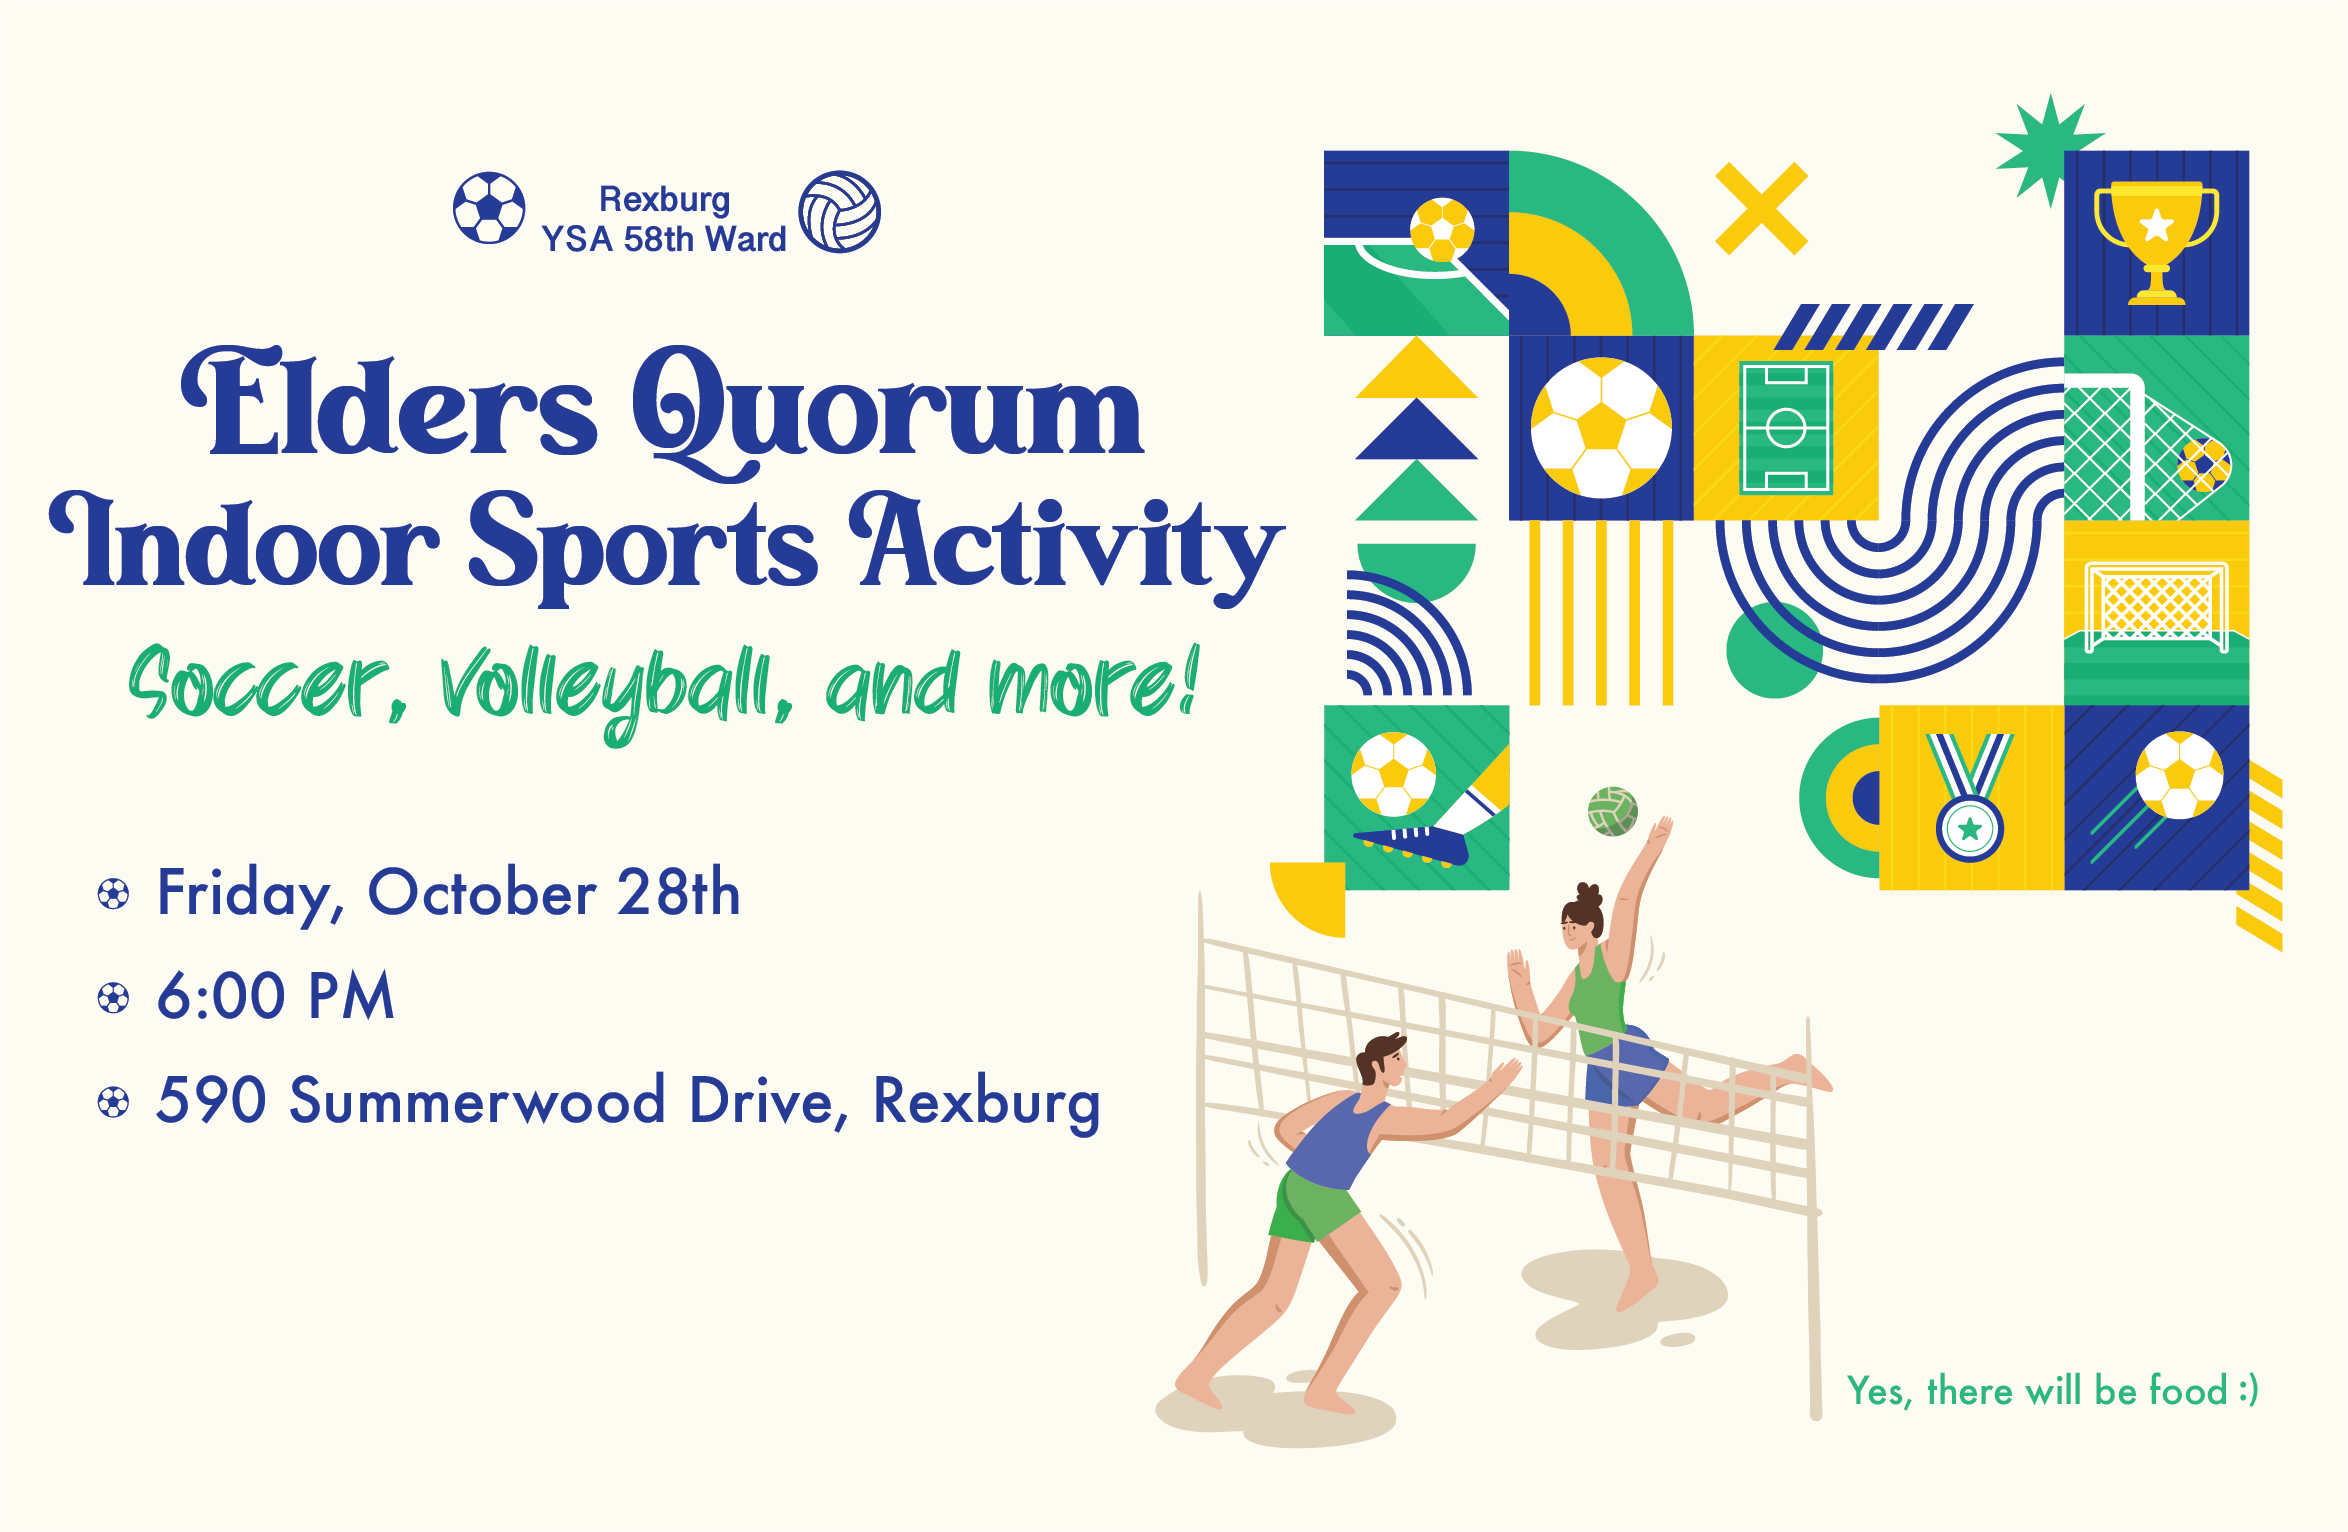 Rexburg
YSA 58th Ward
Elders Quorum
Indoor Sports Activity
Soccer, Volleyball, and more!
Friday, October 28th
6:00 PM
590 Summerwood Drive, Rexburg
Yes, there will be food :)